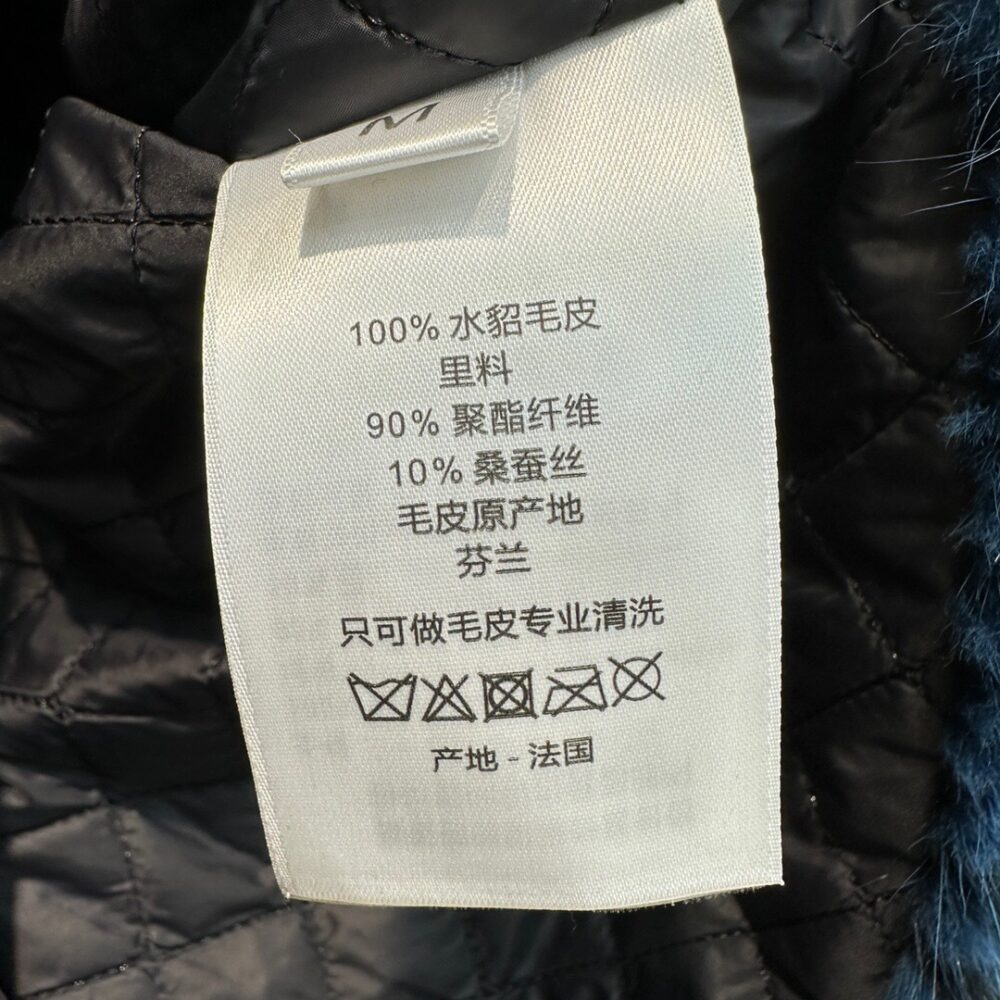 M
100% 水貂毛皮
里料
90% 聚酯纤维
10% 桑蚕丝
毛皮原产地
芬兰
只可做毛皮专业清洗
产地 - 法国